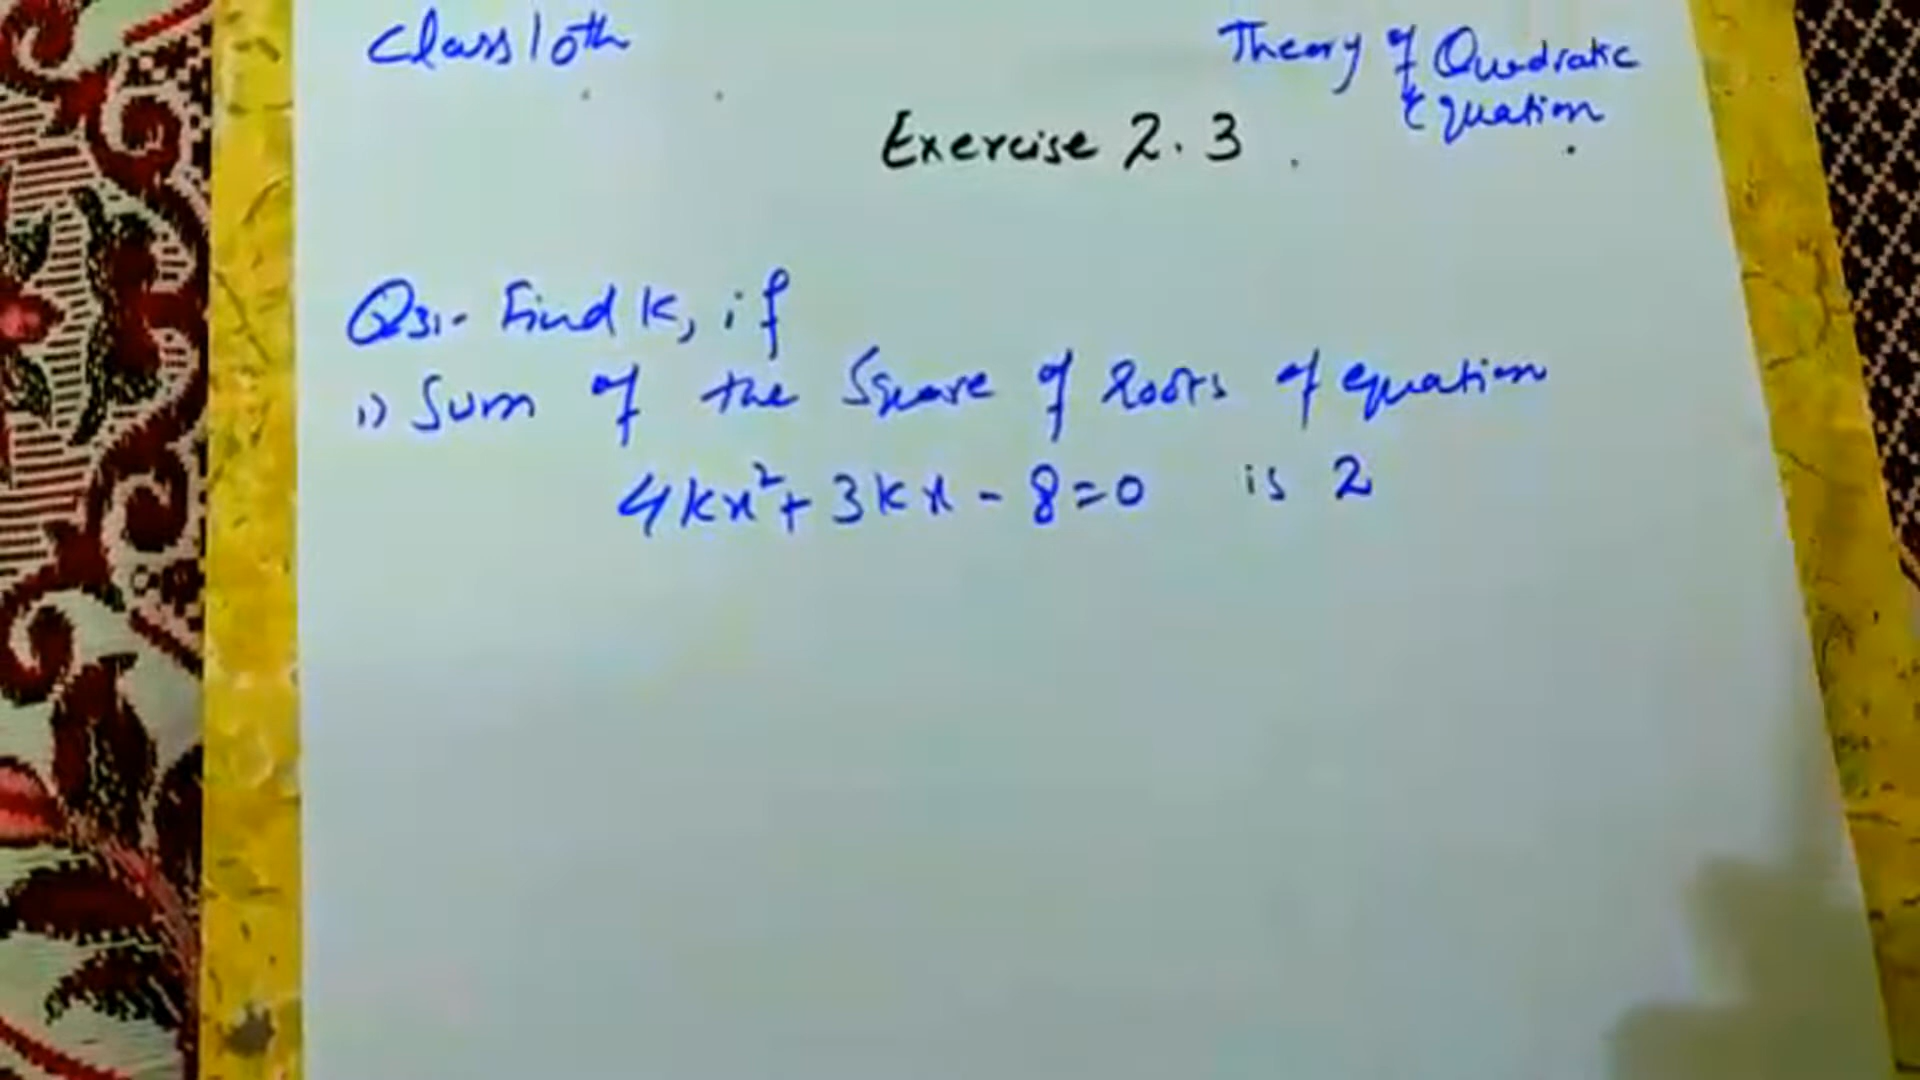 Class 10th
Theory of Quadratic
Equation
Exercise 2.3
Q3:- Find k, if
i) Sum of the Square of Roots of equation
4kx²+3kx-8=0 is 2